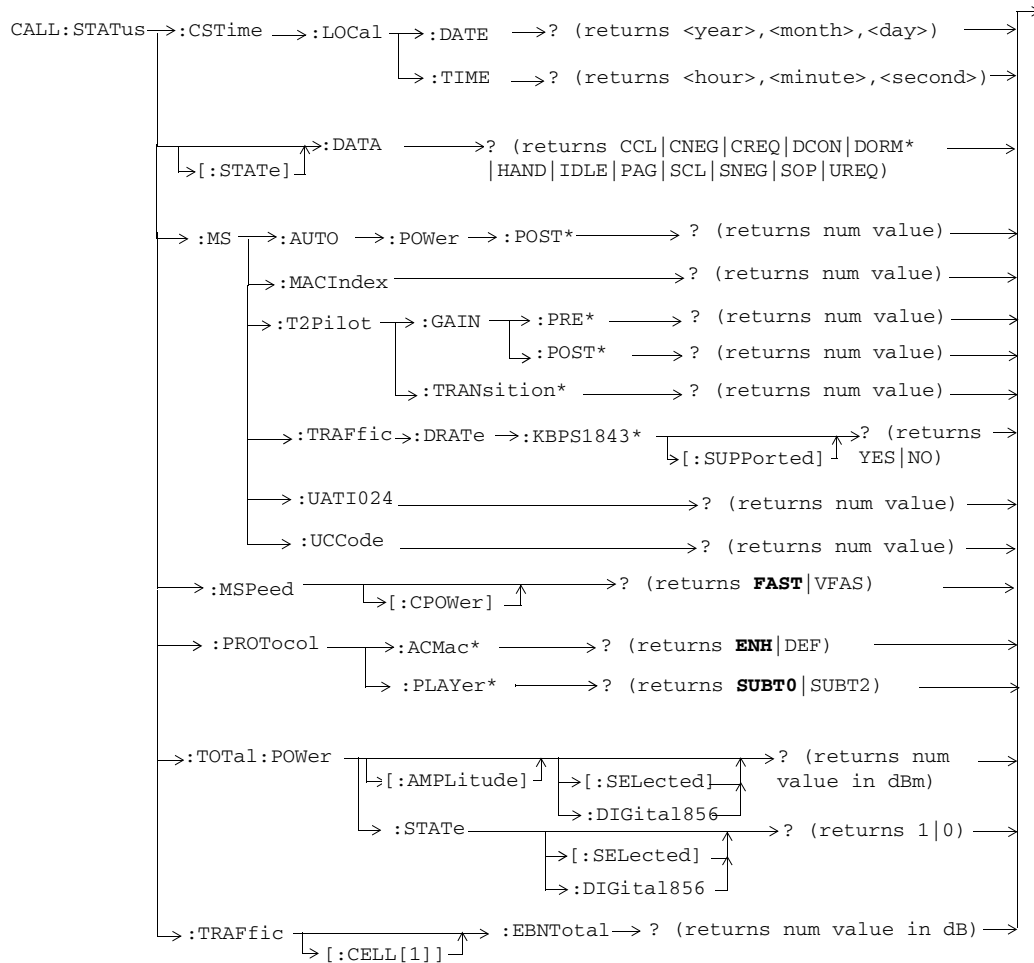 CALL:STATus :CSTime :LOCal :DATE ? (returns <year>,<month>,<day>)
:TIME ? (returns <hour>,<minute>,<second>)
:DATA ? (returns CCL|CNEG|CREQ|DCON|DORM*
[:STATe] |HAND|IDLE|PAG|SCL|SNEG|SOP|UREQ)
:MS :AUTO :POWer :POST* ? (returns num value)
:MACIndex ? (returns num value)
:T2Pilot :GAIN :PRE* ? (returns num value)
:POST* ? (returns num value)
:TRANsition* ? (returns num value)
:TRAFfic :DRATe :KBPS1843* ? (returns
[:SUPPorted] YES|NO)
:UATI024 ? (returns num value)
:UCCode ? (returns num value)
:MSPeed ? (returns FAST|VFAS)
[:CPOWer]
:PROTocol :ACMac* ? (returns ENH|DEF)
:PLAYer* ? (returns SUBT0|SUBT2)
:TOTal:POWer ? (returns num
[:AMPLitude] [:SELected] value in dBm)
:DIGital856
:STATe ? (returns 1|0)
[:SELected]
:DIGital856
:TRAFfic :EBNTotal ? (returns num value in dB)
[:CELL[1]]